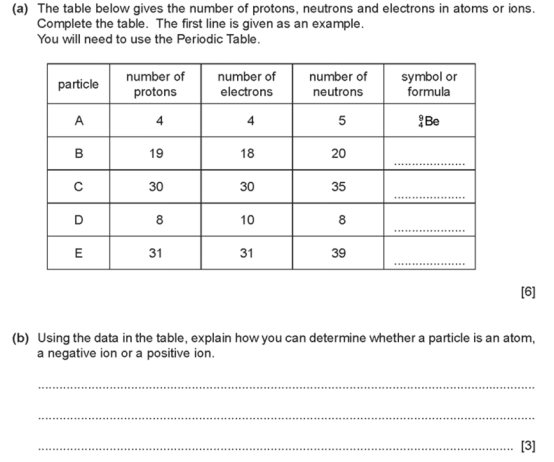 (a) The table below gives the number of protons, neutrons and electrons in atoms or ions.
Complete the table. The first line is given as an example.
You will need to use the Periodic Table.
particle number of protons number of electrons number of neutrons symbol or formula
A 4 4 5 ⁹₄Be
B 19 18 20 ....................
C 30 30 35 ....................
D 8 10 8 ....................
E 31 31 39 ....................
[6]
(b) Using the data in the table, explain how you can determine whether a particle is an atom,
a negative ion or a positive ion.
[3]